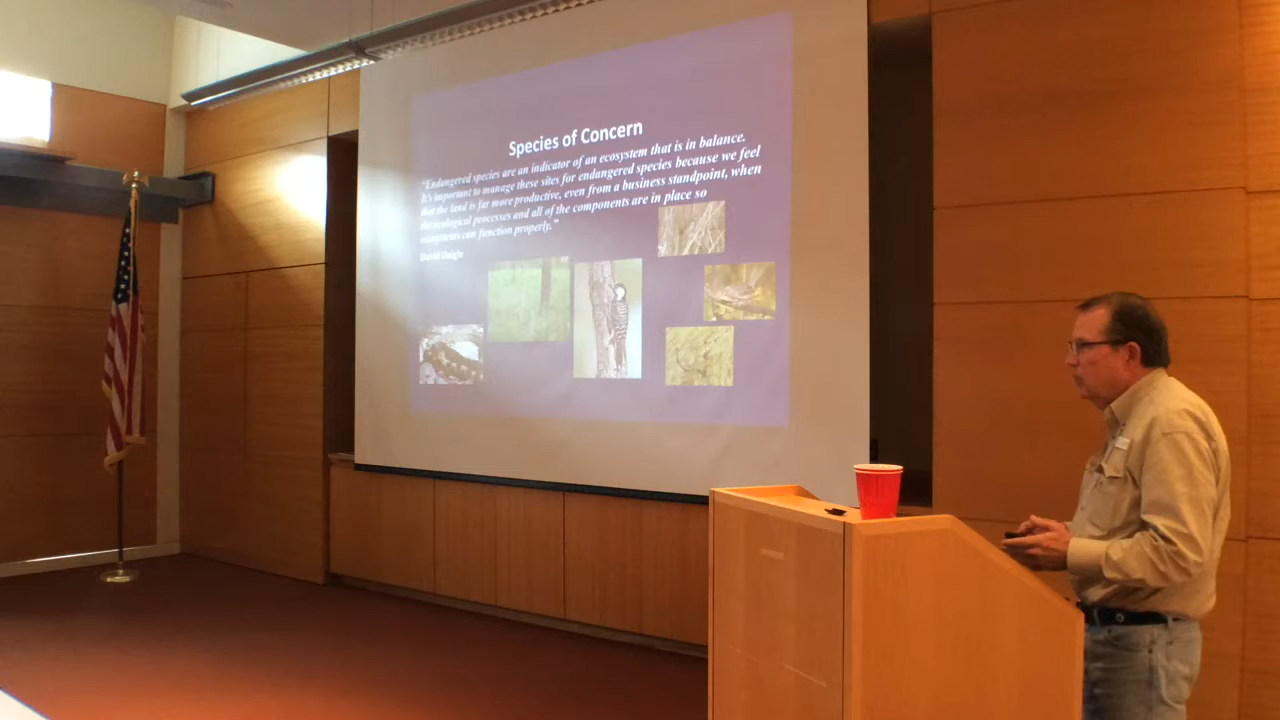 Species of Concern
"Endangered species are an indicator of an ecosystem that is in balance.
It's important to manage these sites for endangered species because we feel
that the land is far more productive, even from a business standpoint, when
the ecological processes and all of the components are in place so
ecosystems can function properly."
David